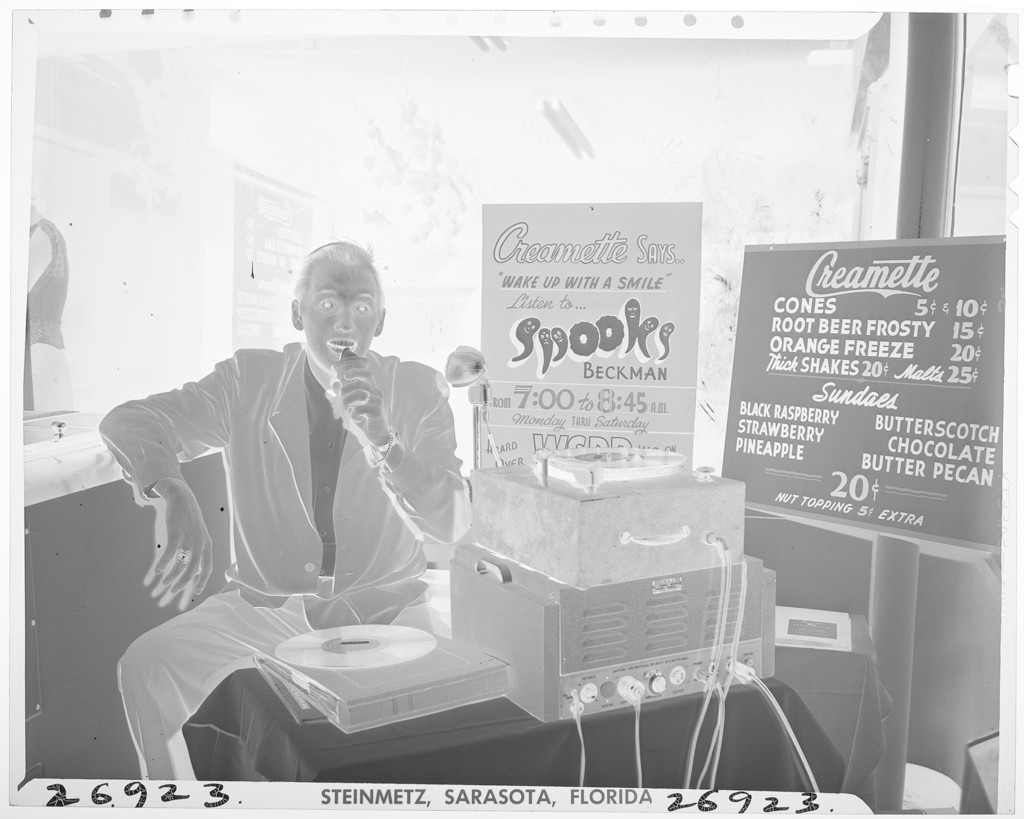 Creamette SAYS..
"WAKE UP WITH A SMILE"
Listen to...
SPOOKS
BECKMAN
FROM 7:00 to 8:45 A.M.
Monday THRU Saturday
HEARD
OVER
Creamette
CONES 5¢ & 10¢
ROOT BEER FROSTY 15¢
ORANGE FREEZE 20¢
Thick SHAKES 20¢ Malts 25¢
Sundaes
BLACK RASPBERRY
STRAWBERRY
PINEAPPLE
BUTTERSCOTCH
CHOCOLATE
BUTTER PECAN
20¢
NUT TOPPING 5¢ EXTRA
26923. STEINMETZ, SARASOTA, FLORIDA 26923.